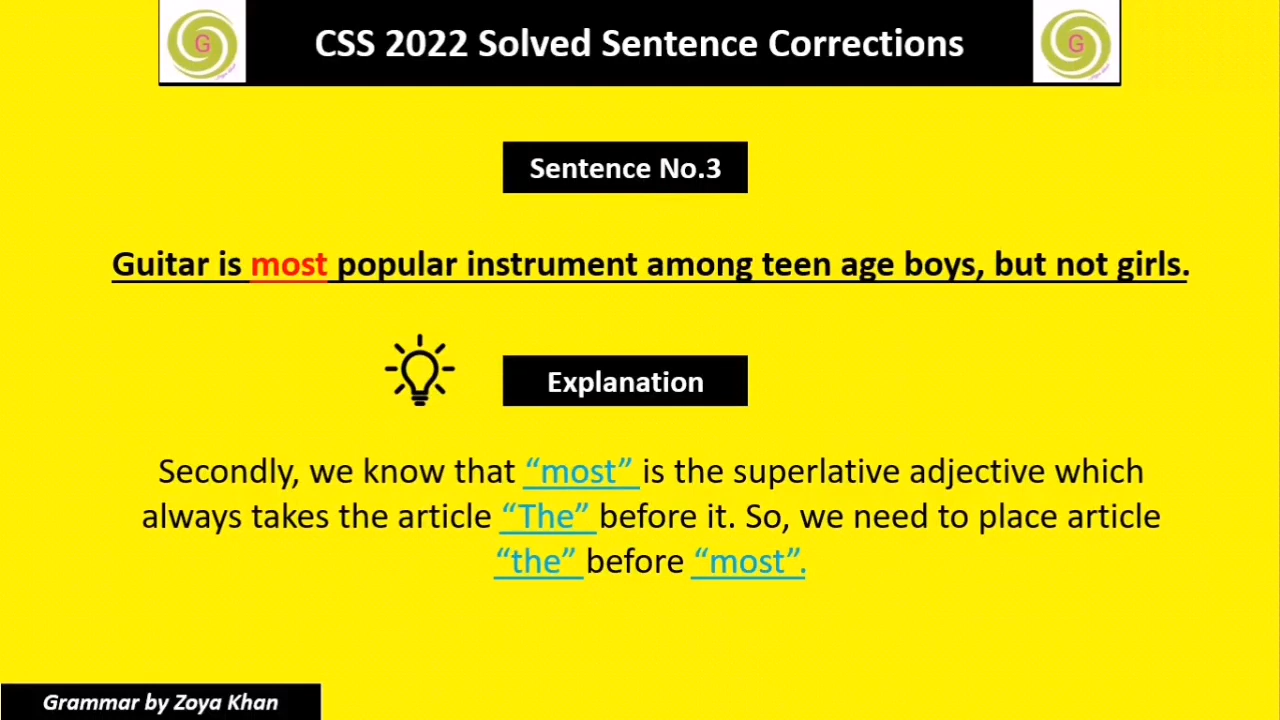 G
CSS 2022 Solved Sentence Corrections
G
Sentence No.3
Guitar is most popular instrument among teen age boys, but not girls.
Explanation
Secondly, we know that “most” is the superlative adjective which
always takes the article “The” before it. So, we need to place article
“the” before “most”.
Grammar by Zoya Khan